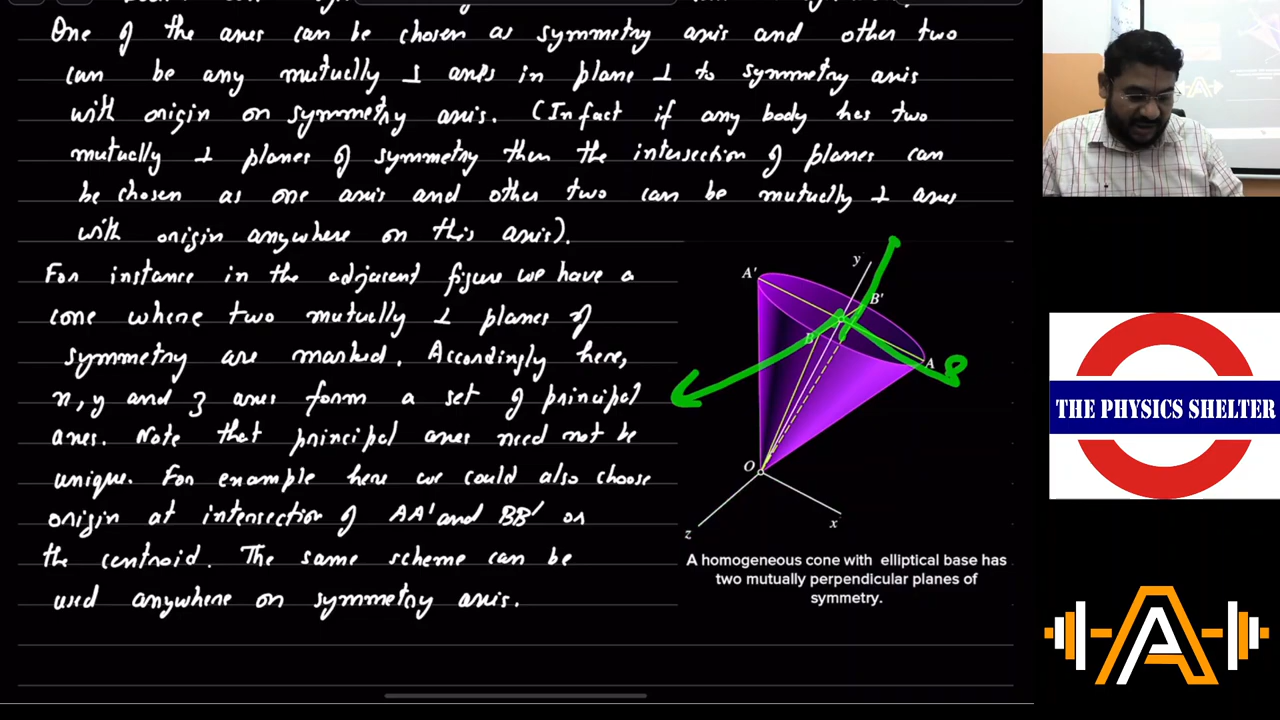 One of the axes can be chosen as symmetry axis and other two
can be any mutually ⊥ axes in plane ⊥ to symmetry axis
with origin on symmetry axis. (Infact if any body has two
mutually ⊥ planes of symmetry then the intersection of planes can
be chosen as one axis and other two can be mutually ⊥ axes
with origin anywhere on this axis).
For instance in the adjacent figure we have a
cone where two mutually ⊥ planes of
symmetry are marked. Accordingly here,
x, y and z axes form a set of principal
axes. Note that principal axes need not be
unique. For example here we could also choose
origin at intersection of AA' and BB' or
the centroid. The same scheme can be
used anywhere on symmetry axis.
y
A'
B'
B
A
O
x
z
A homogeneous cone with elliptical base has
two mutually perpendicular planes of
symmetry.
THE PHYSICS SHELTER
A